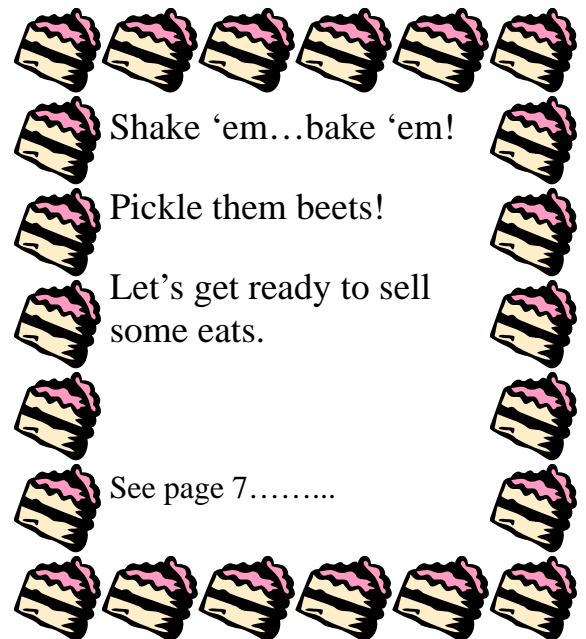 Shake ‘em…bake ‘em!
Pickle them beets!
Let’s get ready to sell
some eats.
See page 7……...